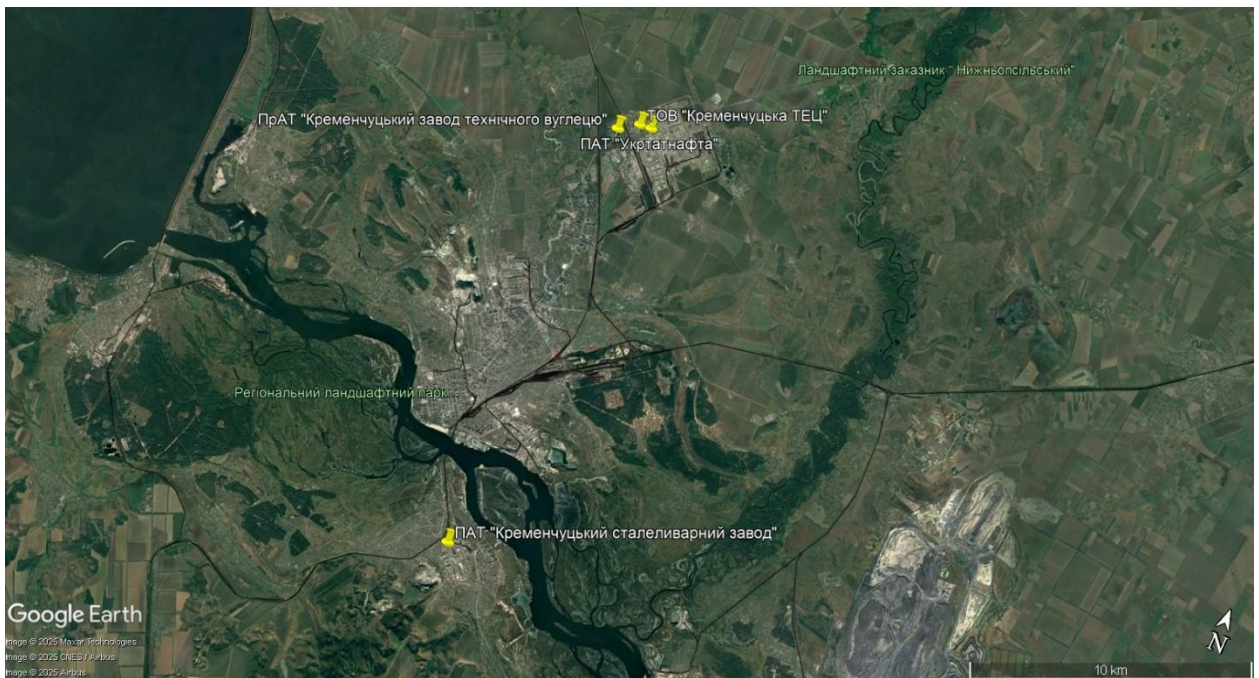 Ландшафтний заказник "Нижньопсільський"
ПрАТ "Кременчуцький завод технічного вуглецю"
ТОВ "Кременчуцька ТЕЦ"
ПАТ "Укртатнафта"
Регіональний ландшафтний парк...
ПАТ "Кременчуцький сталеливарний завод"
Google Earth
Image © 2025 Maxar Technologies
Image © 2025 CNES / Airbus
Image © 2025 Airbus
N
10 km